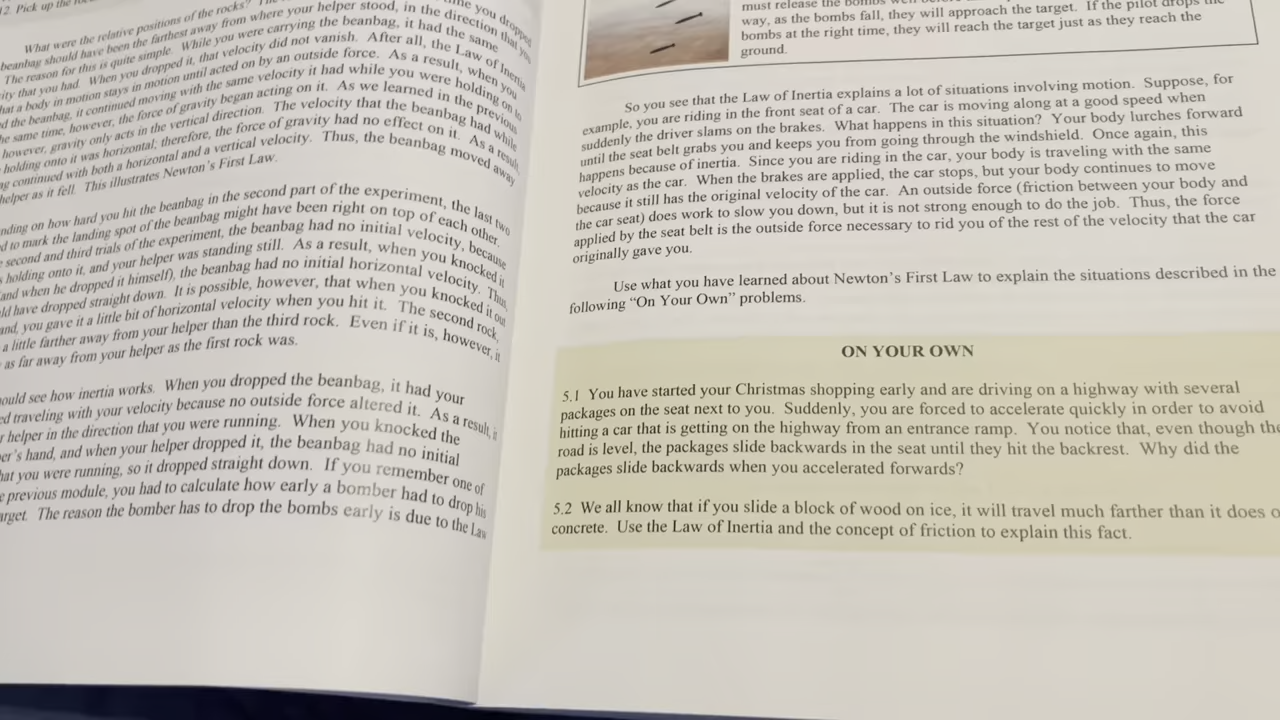 12. Pick up the
you dropped
What were the relative positions of the rocks?
beanbag should have been the farthest away from where your helper stood, in the direction that you
The reason for this is quite simple. While you were carrying the beanbag, it had the same
ity that you had. When you dropped it, that velocity did not vanish. After all, the Law of Inertia
hat a body in motion stays in motion until acted on by an outside force. As a result, when you
d the beanbag, it continued moving with the same velocity it had while you were holding on to
he same time, however, the force of gravity began acting on it. As we learned in the previous
however, gravity only acts in the vertical direction. The velocity that the beanbag had while
holding onto it was horizontal; therefore, the force of gravity had no effect on it. As a result,
ng continued with both a horizontal and a vertical velocity. Thus, the beanbag moved away
helper as it fell. This illustrates Newton's First Law.
nding on how hard you hit the beanbag in the second part of the experiment, the last two
d to mark the landing spot of the beanbag might have been right on top of each other.
second and third trials of the experiment, the beanbag had no initial velocity, because
holding onto it, and your helper was standing still. As a result, when you knocked it
and when he dropped it himself), the beanbag had no initial horizontal velocity. Thus,
ld have dropped straight down. It is possible, however, that when you knocked it out
and, you gave it a little bit of horizontal velocity when you hit it. The second rock,
a little farther away from your helper than the third rock. Even if it is, however, it
as far away from your helper as the first rock was.
ould see how inertia works. When you dropped the beanbag, it had your
ed traveling with your velocity because no outside force altered it. As a result, it
r helper in the direction that you were running. When you knocked the
er's hand, and when your helper dropped it, the beanbag had no initial
hat you were running, so it dropped straight down. If you remember one of
e previous module, you had to calculate how early a bomber had to drop his
arget. The reason the bomber has to drop the bombs early is due to the Law
must release the bombs well before
way, as the bombs fall, they will approach the target. If the pilot drops the
bombs at the right time, they will reach the target just as they reach the
ground.
So you see that the Law of Inertia explains a lot of situations involving motion. Suppose, for
example, you are riding in the front seat of a car. The car is moving along at a good speed when
suddenly the driver slams on the brakes. What happens in this situation? Your body lurches forward
until the seat belt grabs you and keeps you from going through the windshield. Once again, this
happens because of inertia. Since you are riding in the car, your body is traveling with the same
velocity as the car. When the brakes are applied, the car stops, but your body continues to move
because it still has the original velocity of the car. An outside force (friction between your body and
the car seat) does work to slow you down, but it is not strong enough to do the job. Thus, the force
applied by the seat belt is the outside force necessary to rid you of the rest of the velocity that the car
originally gave you.
Use what you have learned about Newton's First Law to explain the situations described in the
following "On Your Own" problems.
ON YOUR OWN
5.1 You have started your Christmas shopping early and are driving on a highway with several
packages on the seat next to you. Suddenly, you are forced to accelerate quickly in order to avoid
hitting a car that is getting on the highway from an entrance ramp. You notice that, even though the
road is level, the packages slide backwards in the seat until they hit the backrest. Why did the
packages slide backwards when you accelerated forwards?
5.2 We all know that if you slide a block of wood on ice, it will travel much farther than it does o
concrete. Use the Law of Inertia and the concept of friction to explain this fact.